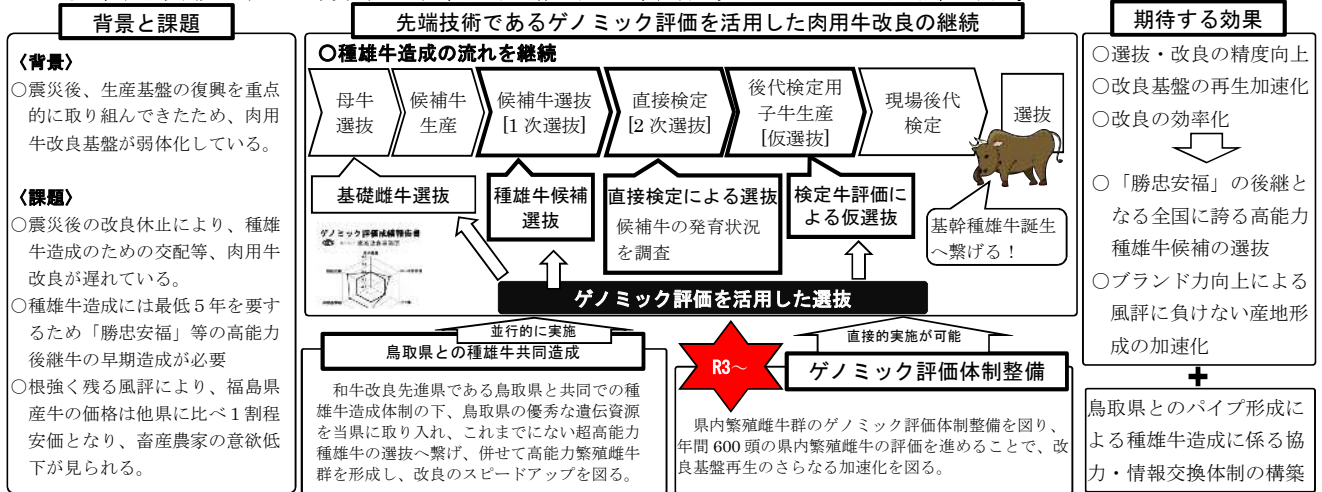 背景と課題
〈背景〉
○震災後、生産基盤の復興を重点
的に取り組んできたため、肉用
牛改良基盤が弱体化している。
〈課題〉
○震災後の改良休止により、種雄
牛造成のための交配等、肉用牛
改良が遅れている。
○種雄牛造成には最低５年を要す
るため「勝忠安福」等の高能力
後継牛の早期造成が必要
○根強く残る風評により、福島県
産牛の価格は他県に比べ１割程
安価となり、畜産農家の意欲低
下が見られる。
先端技術であるゲノミック評価を活用した肉用牛改良の継続
○種雄牛造成の流れを継続
母牛
選抜
候補牛
生産
候補牛選抜
[1 次選抜]
直接検定
[2 次選抜]
後代検定用
子牛生産
[仮選抜]
現場後代
検定
選抜
基礎雌牛選抜
種雄牛候補
選抜
直接検定による選抜
候補牛の発育状況
を調査
検定牛評価に
よる仮選抜
基幹種雄牛誕生
へ繋げる！
ゲノミック評価成績報告書
ゲノミック評価を活用した選抜
並行的に実施
直接的実施が可能
鳥取県との種雄牛共同造成
和牛改良先進県である鳥取県と共同での種
雄牛造成体制の下、鳥取県の優秀な遺伝資源
を当県に取り入れ、これまでにない超高能力
種雄牛の選抜へ繋げ、併せて高能力繁殖雌牛
群を形成し、改良のスピードアップを図る。
R3～
ゲノミック評価体制整備
県内繁殖雌牛群のゲノミック評価体制整備を図り、
年間 600 頭の県内繁殖雌牛の評価を進めることで、改
良基盤再生のさらなる加速化を図る。
期待する効果
○選抜・改良の精度向上
○改良基盤の再生加速化
○改良の効率化
○「勝忠安福」の後継と
なる全国に誇る高能力
種雄牛候補の選抜
○ブランド力向上による
風評に負けない産地形
成の加速化
＋
鳥取県とのパイプ形成に
よる種雄牛造成に係る協
力・情報交換体制の構築